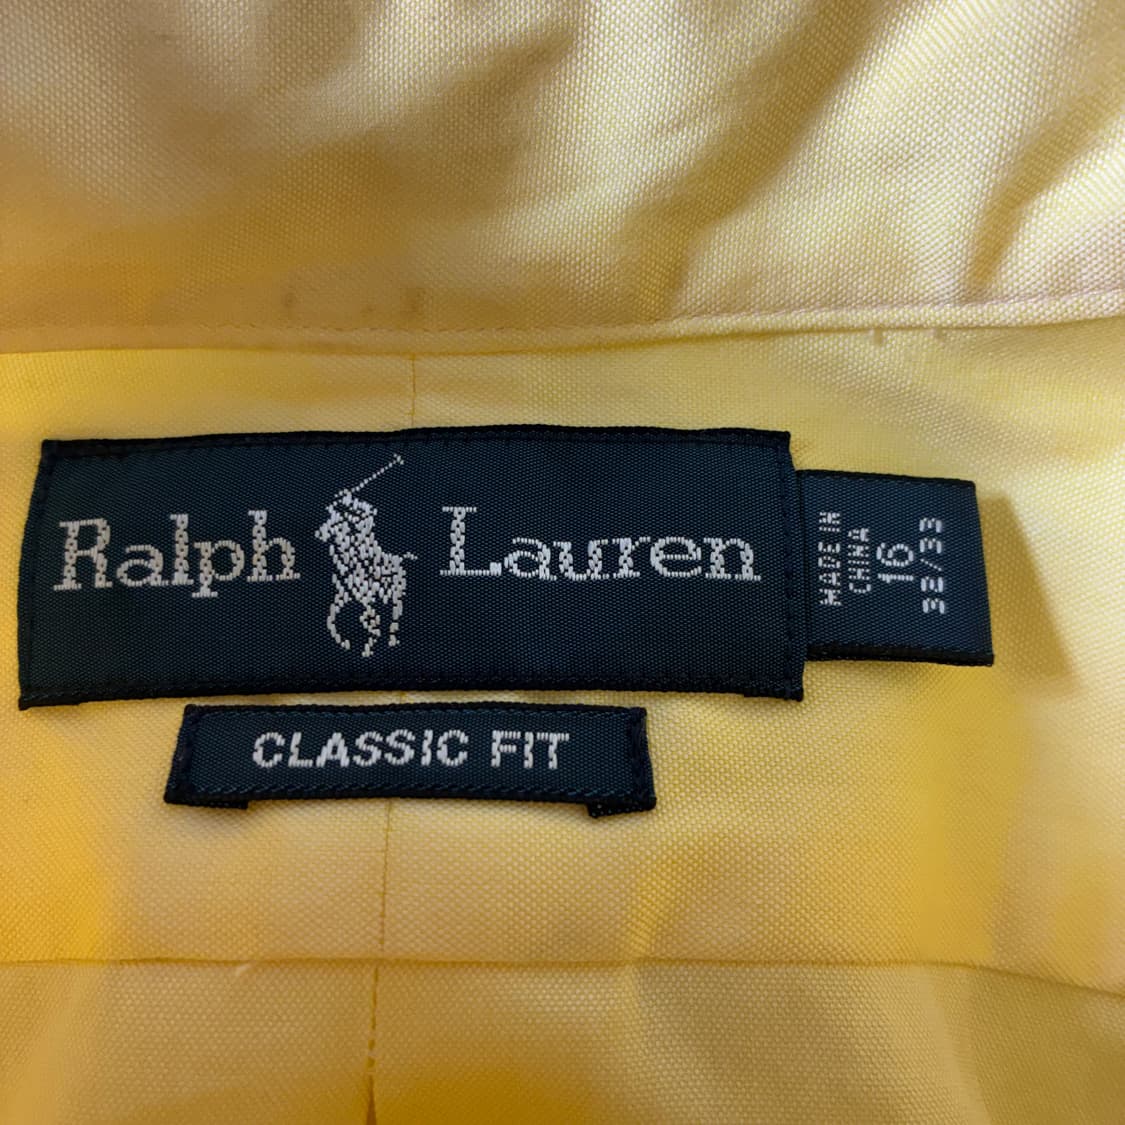 Ralph Lauren
CLASSIC FIT
MADE IN
CHINA
16
32/33